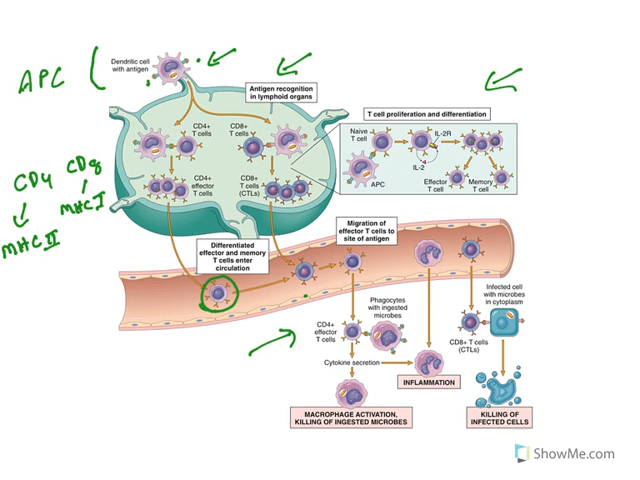 APC
Dendritic cell
with antigen
Antigen recognition
in lymphoid organs
CD4+
T cells
CD8+
T cells
CD4+
effector
T cells
CD8+
T cells
(CTLs)
T cell proliferation and differentiation
Naive
T cell
IL-2R
IL-2
APC
Effector
T cell
Memory
T cell
CD4
CD8
MHC I
MHC II
Differentiated
effector and memory
T cells enter
circulation
Migration of
effector T cells to
site of antigen
CD4+
effector
T cells
Phagocytes
with ingested
microbes
Cytokine secretion
INFLAMMATION
MACROPHAGE ACTIVATION,
KILLING OF INGESTED MICROBES
Infected cell
with microbes
in cytoplasm
CD8+ T cells
(CTLs)
KILLING OF
INFECTED CELLS
ShowMe.com